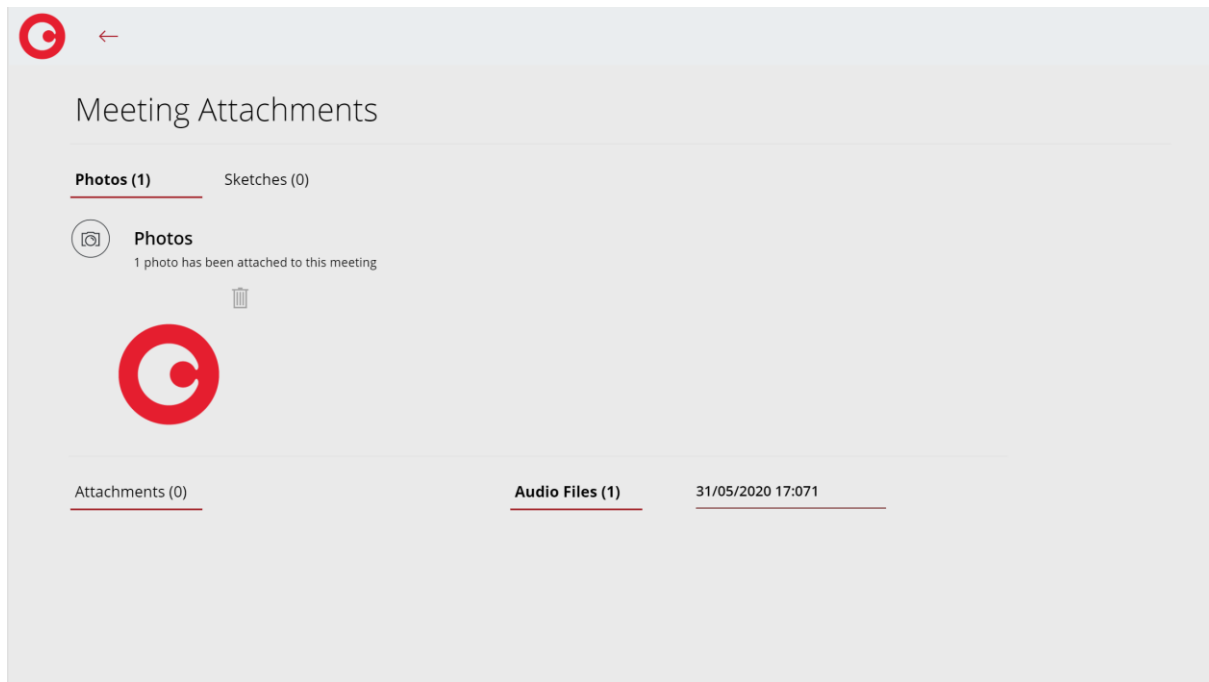 Meeting Attachments
Photos (1) Sketches (0)
Photos
1 photo has been attached to this meeting
Attachments (0) Audio Files (1) 31/05/2020 17:071